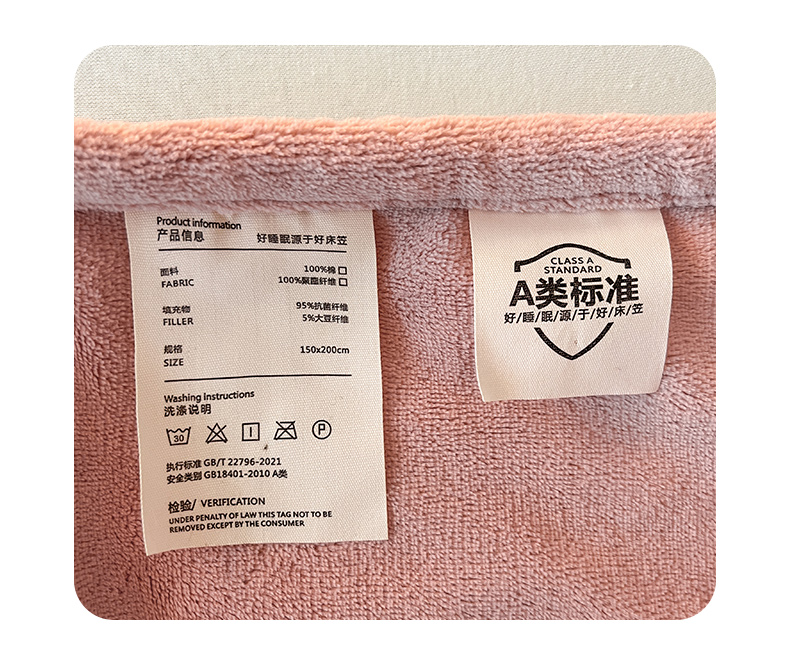 Product information
产品信息 好睡眠源于好床笠
面料 100%棉
FABRIC 100%聚酯纤维
填充物 95%抗菌纤维
FILLER 5%大豆纤维
规格 150x200cm
SIZE
Washing Instructions
洗涤说明
30 P
执行标准 GB/T 22796-2021
安全类别 GB18401-2010 A类
检验/ VERIFICATION
UNDER PENALTY OF LAW THIS TAG NOT TO BE
REMOVED EXCEPT BY THE CONSUMER
CLASS A
STANDARD
A类标准
好/睡/眠/源/于/好/床/笠